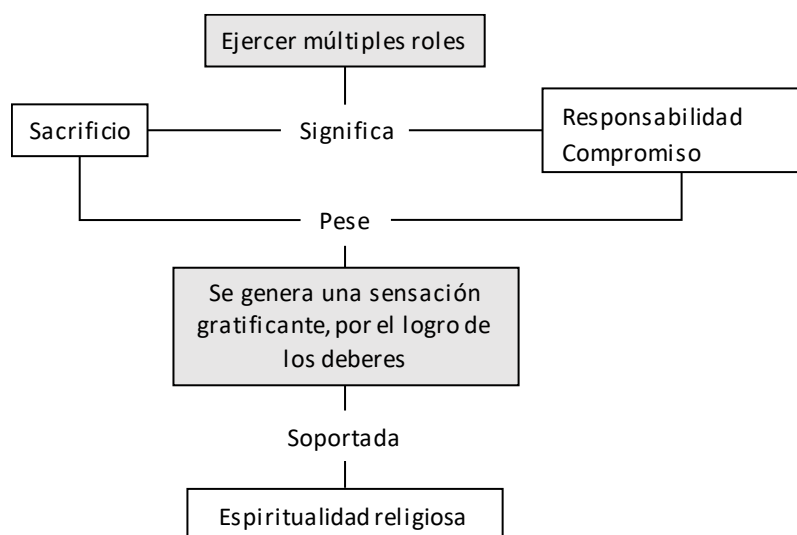 Ejercer múltiples roles
Sacrificio
Significa
Responsabilidad
Compromiso
Pese
Se genera una sensación
gratificante, por el logro de
los deberes
Soportada
Espiritualidad religiosa